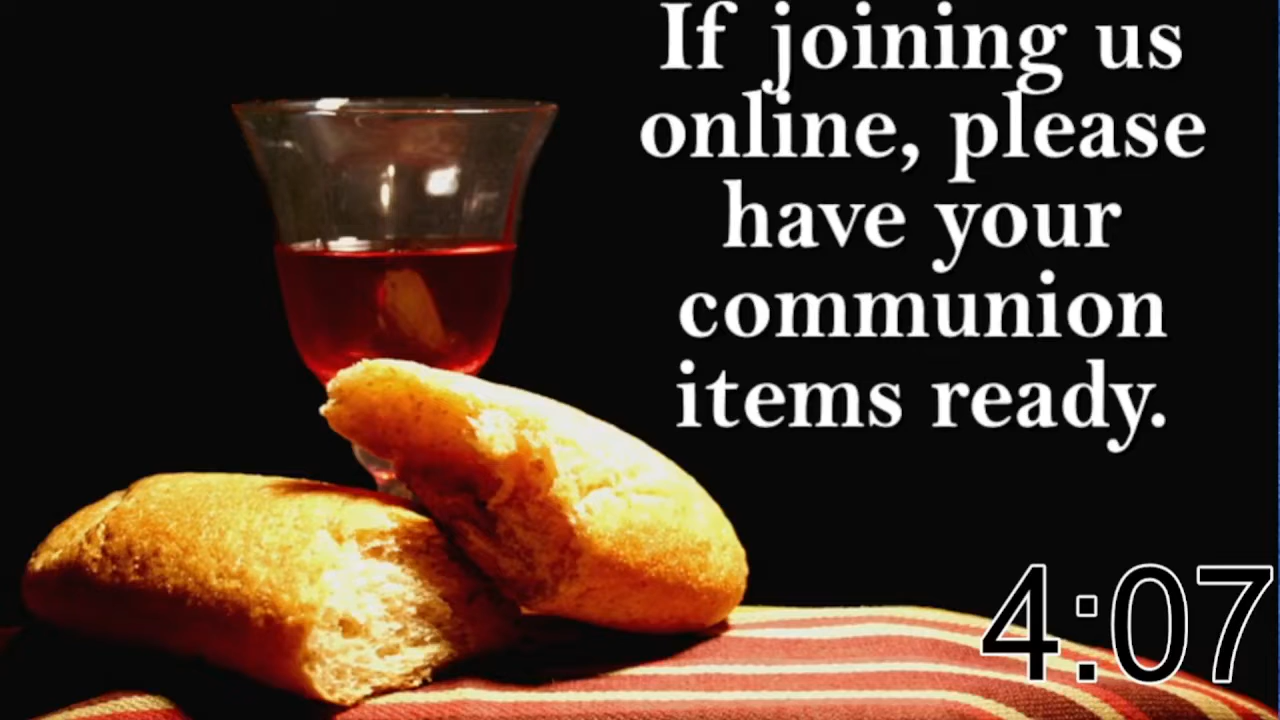 If joining us
online, please
have your
communion
items ready.
4:07